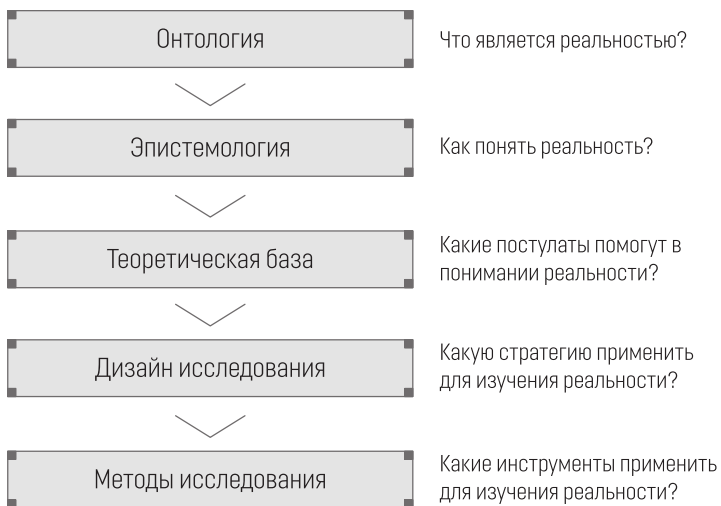 Онтология
Что является реальностью?
Эпистемология
Как понять реальность?
Теоретическая база
Какие постулаты помогут в
понимании реальности?
Дизайн исследования
Какую стратегию применить
для изучения реальности?
Методы исследования
Какие инструменты применить
для изучения реальности?